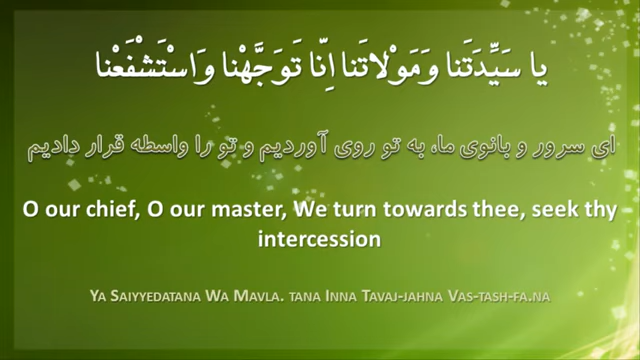 يا سَيِّدَتَنا وَمَوْلاتَنا اِنّا تَوَجَّهْنا وَاسْتَشْفَعْنا
ای سرور و بانوی ما، به تو روی آوردیم و تو را واسطه قرار دادیم
O our chief, O our master, We turn towards thee, seek thy
intercession
Ya Saiyyedatana Wa Mavla. tana Inna Tavaj-jahna Vas-tash-fa.na